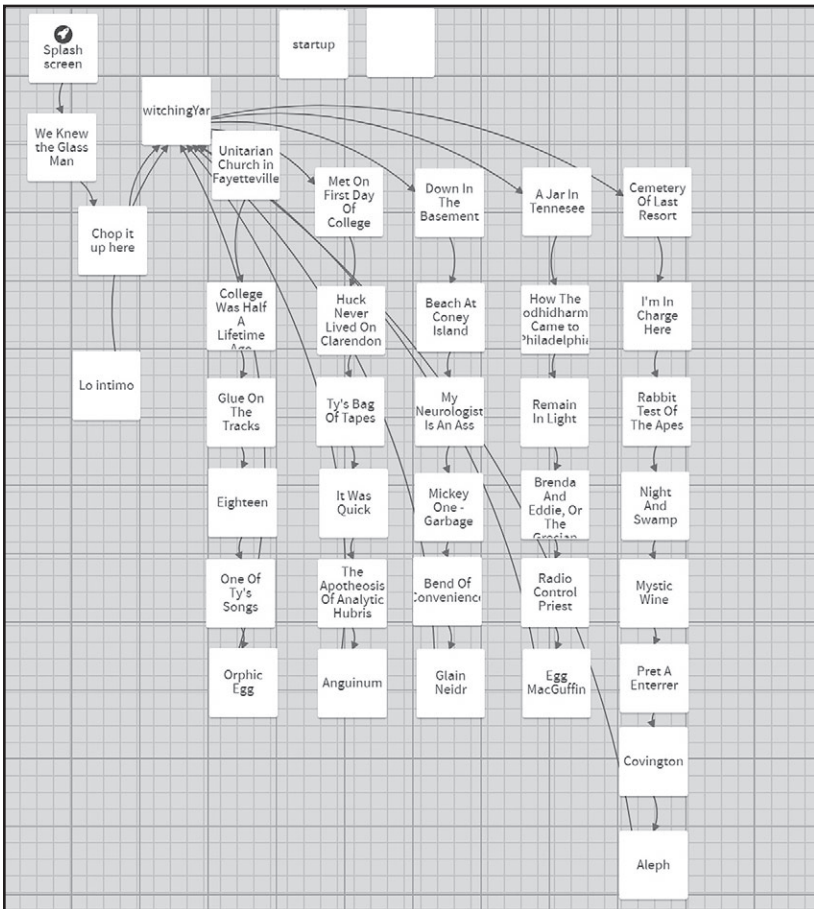 Splash
screen
startup
witchingYar
We Knew
the Glass
Man
Unitarian
Church in
Fayetteville
Met On
First Day
Of
College
Down In
The
Basement
A Jar In
Tennesee
Cemetery
Of Last
Resort
Chop it
up here
College
Was Half
A
Lifetime
Ago
Huck
Never
Lived On
Clarendon
Beach At
Coney
Island
How The
odhidharm
Came to
Philadelphia
I'm In
Charge
Here
Lo intimo
Glue On
The
Tracks
Ty's Bag
Of Tapes
My
Neurologist
Is An Ass
Remain
In Light
Rabbit
Test Of
The Apes
Eighteen
It Was
Quick
Mickey
One -
Garbage
Brenda
And
Eddie, Or
The
Grecian
Night
And
Swamp
One Of
Ty's
Songs
The
Apotheosis
Of Analytic
Hubris
Bend Of
Convenience
Radio
Control
Priest
Mystic
Wine
Orphic
Egg
Anguinum
Glain
Neidr
Egg
MacGuffin
Pret A
Enterrer
Covington
Aleph